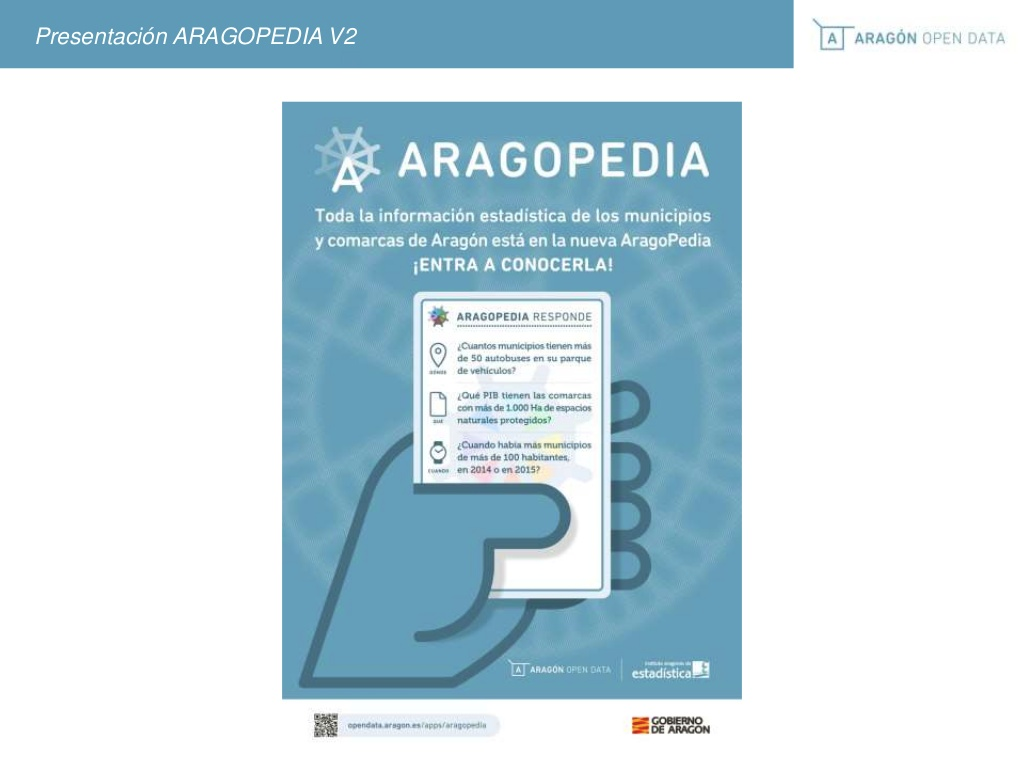 Presentación ARAGOPEDIA V2
A ARAGÓN OPEN DATA
ARAGOPEDIA
Toda la información estadística de los municipios
y comarcas de Aragón está en la nueva AragoPedia
¡ENTRA A CONOCERLA!
ARAGOPEDIA RESPONDE
¿Cuantos municipios tienen más
de 50 autobuses en su parque
de vehículos?
DÓNDE
¿Qué PIB tienen las comarcas
con más de 1.000 Ha de espacios
naturales protegidos?
QUÉ
¿Cuando había más municipios
de más de 100 habitantes,
en 2014 o en 2015?
CUANDO
A ARAGÓN OPEN DATA
instituto aragonés de
estadística
opendata.aragon.es/apps/aragopedia
GOBIERNO
DE ARAGON